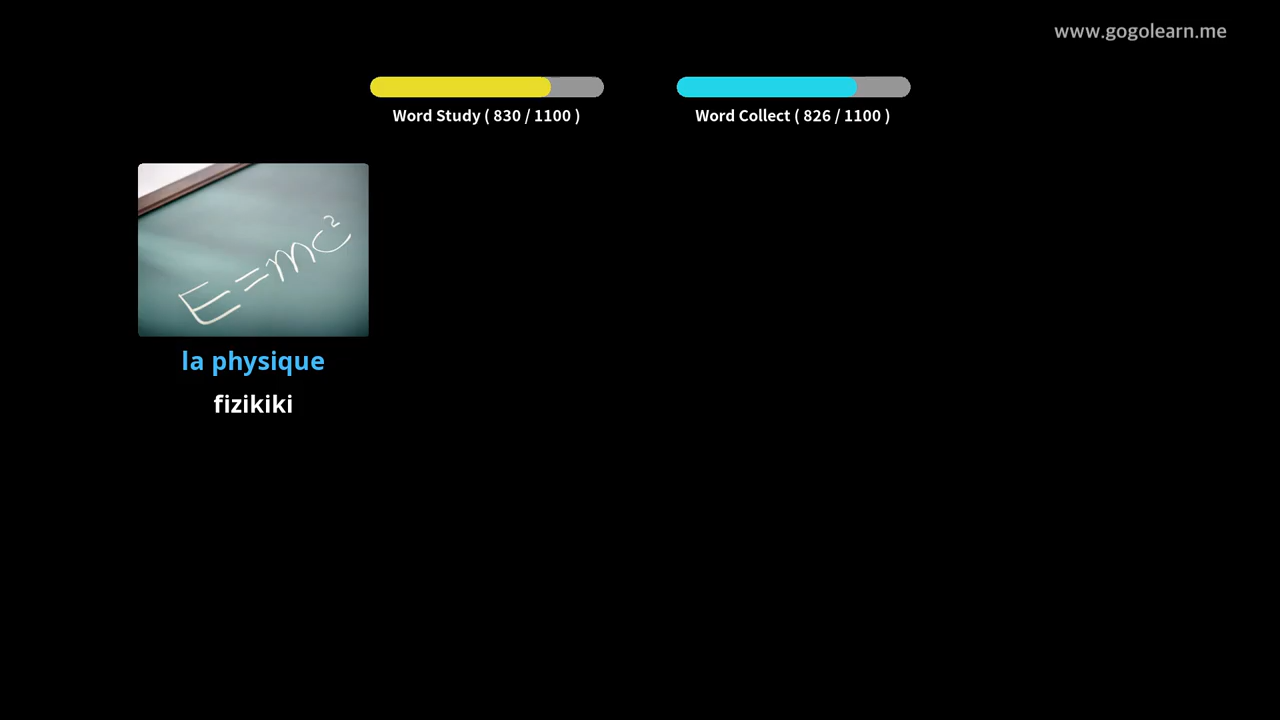 www.gogolearn.me
Word Study ( 830 / 1100 )
Word Collect ( 826 / 1100 )
E=mc²
la physique
fizikiki